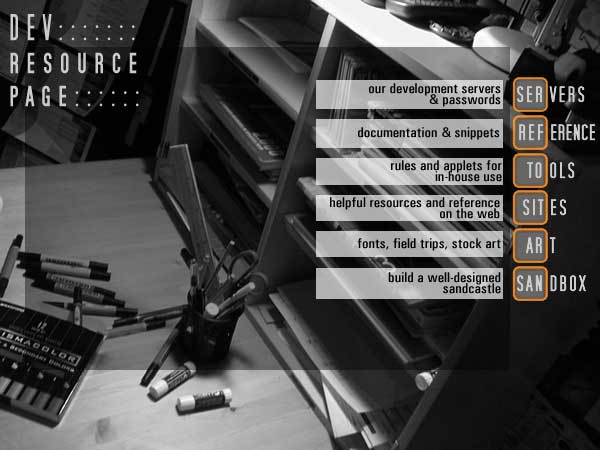 DEV:::::::
RESOURCE
PAGE::::::
our development servers
& passwords
SERVERS
documentation & snippets
REFERENCE
rules and applets for
in-house use
TOOLS
helpful resources and reference
on the web
SITES
fonts, field trips, stock art
ART
build a well-designed
sandcastle
SANDBOX
12
ISMACOLOR